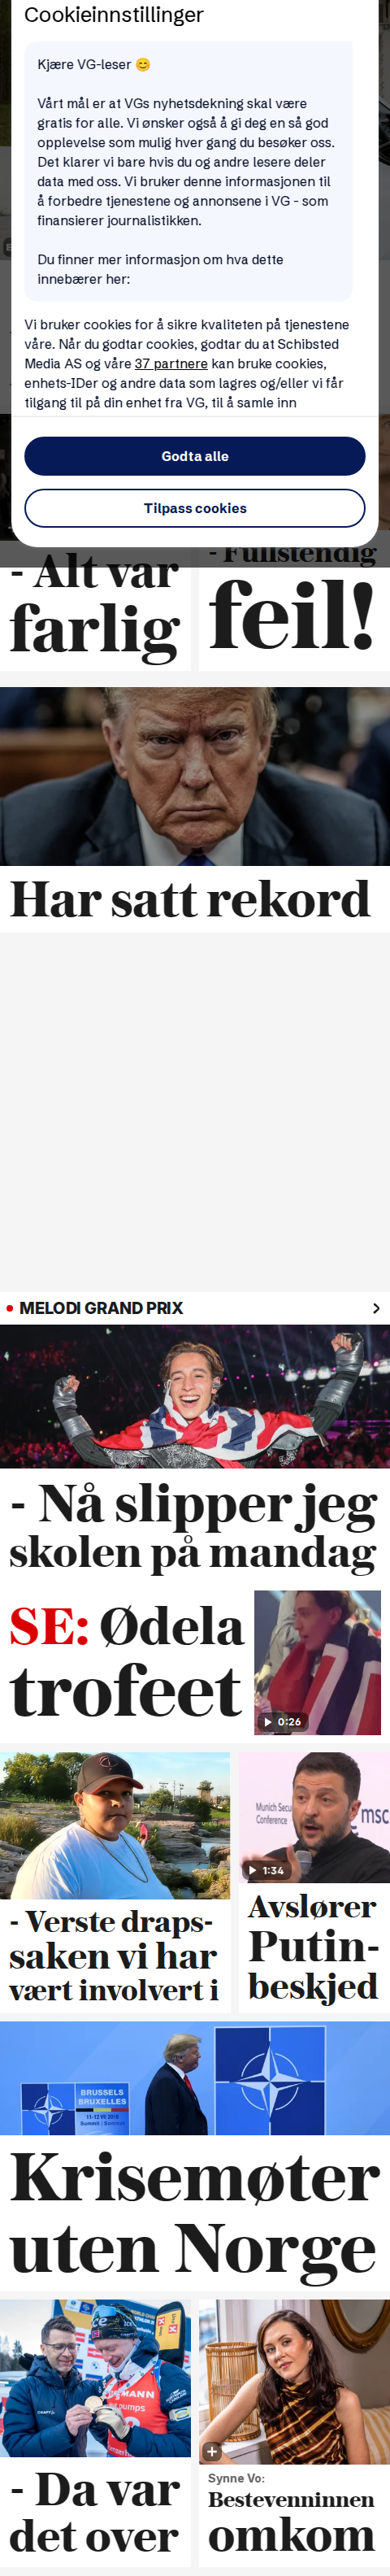 Cookieinnstillinger
Kjære VG-leser 😊
Vårt mål er at VGs nyhetsdekning skal være
gratis for alle. Vi ønsker også å gi deg en så god
opplevelse som mulig hver gang du besøker oss.
Det klarer vi bare hvis du og andre lesere deler
data med oss. Vi bruker denne informasjonen til
å forbedre tjenestene og annonsene i VG - som
finansierer journalistikken.
Du finner mer informasjon om hva dette
innebærer her:
Vi bruker cookies for å sikre kvaliteten på tjenestene
våre. Når du godtar cookies, godtar du at Schibsted
Media AS og våre 37 partnere kan bruke cookies,
enhets-IDer og andre data som lagres og/eller vi får
tilgang til på din enhet fra VG, til å samle inn
Godta alle
Tilpass cookies
- Alt var
farlig
- Fullstendig
feil!
Har satt rekord
MELODI GRAND PRIX
- Nå slipper jeg
skolen på mandag
SE: Ødela
trofeet
0:26
Munich Secu
Conference
msc
1:34
- Verste draps-
saken vi har
vært involvert i
Avslører
Putin-
beskjed
BRUSSELS
BRUXELLES
Krisemøter
uten Norge
- Da var
det over
Synne Vo:
Bestevenninnen
omkom